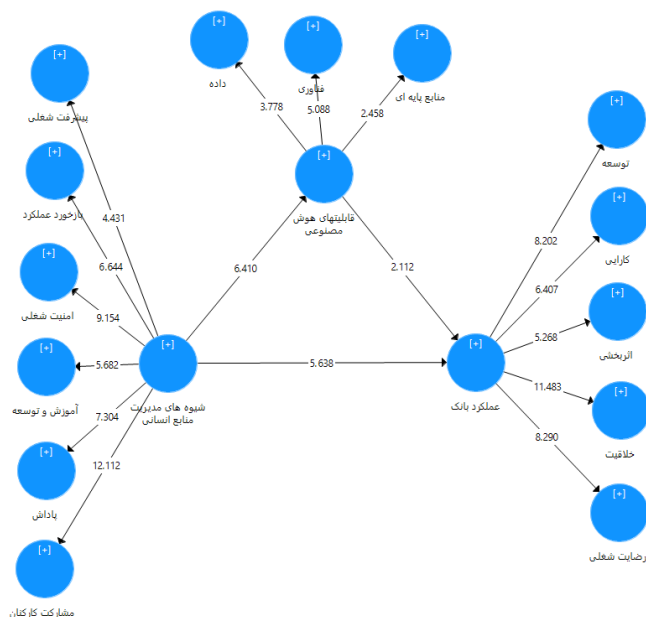 [+]
داده
[+]
فناوری
[+]
منابع پایه ای
[+]
پیشرفت شغلی
3.778
5.088
2.458
[+]
توسعه
[+]
بازخورد عملکرد
[+]
قابلیتهای هوش
مصنوعی
4.431
6.644
6.410
2.112
8.202
[+]
کارایی
6.407
[+]
امنیت شغلی
9.154
[+]
اثربخشی
5.268
[+]
آموزش و توسعه
5.682
[+]
شیوه های مدیریت
منابع انسانی
5.638
[+]
عملکرد بانک
11.483
[+]
خلاقیت
7.304
8.290
[+]
پاداش
12.112
[+]
رضایت شغلی
[+]
مشارکت کارکنان